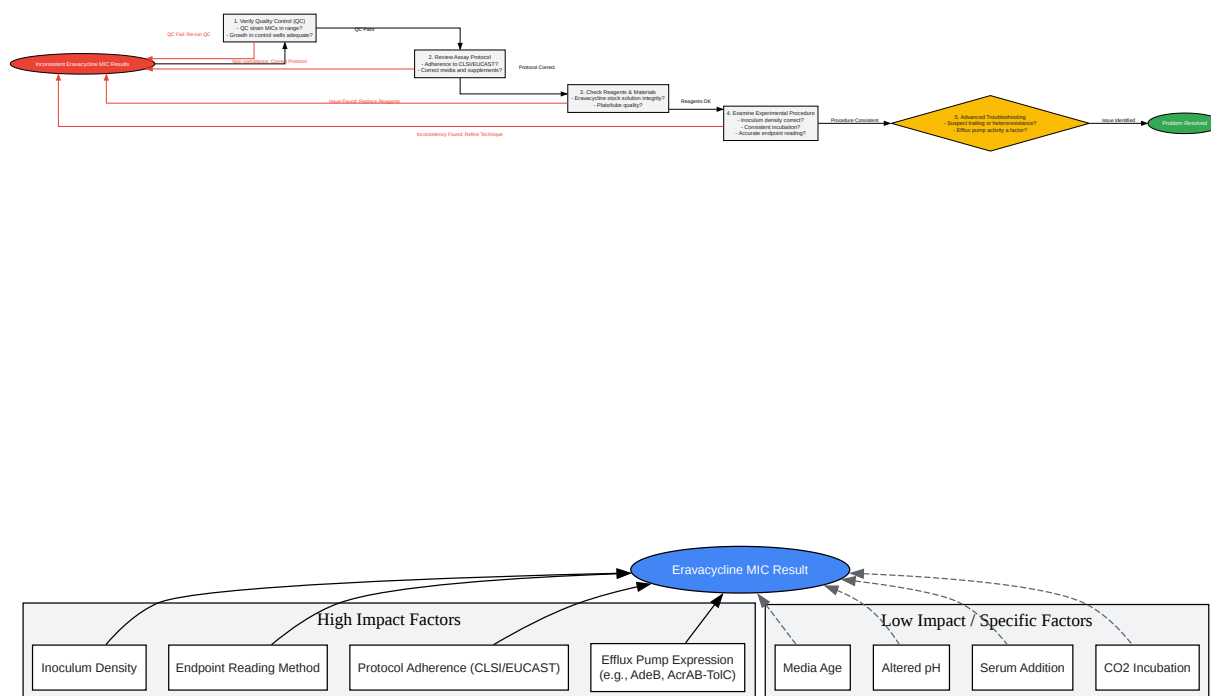 1. Verify Quality Control (QC)
- QC strain MICs in range?
- Growth in control wells adequate?
QC Fail: Re-run QC
QC Pass
Inconsistent Eravacycline MIC Results
Non-compliance: Correct Protocol
2. Review Assay Protocol
- Adherence to CLSI/EUCAST?
- Correct media and supplements?
Protocol Correct
3. Check Reagents & Materials
- Eravacycline stock solution integrity?
- Plate/tube quality?
Issue Found: Replace Reagents
Reagents OK
4. Examine Experimental Procedure
- Inoculum density correct?
- Consistent incubation?
- Accurate endpoint reading?
Inconsistency Found: Refine Technique
Procedure Consistent
5. Advanced Troubleshooting
- Suspect trailing or heteroresistance?
- Efflux pump activity a factor?
Issue Identified
Problem Resolved
Eravacycline MIC Result
High Impact Factors
Low Impact / Specific Factors
Inoculum Density
Endpoint Reading Method
Protocol Adherence (CLSI/EUCAST)
Efflux Pump Expression
(e.g., AdeB, AcrAB-TolC)
Media Age
Altered pH
Serum Addition
CO2 Incubation